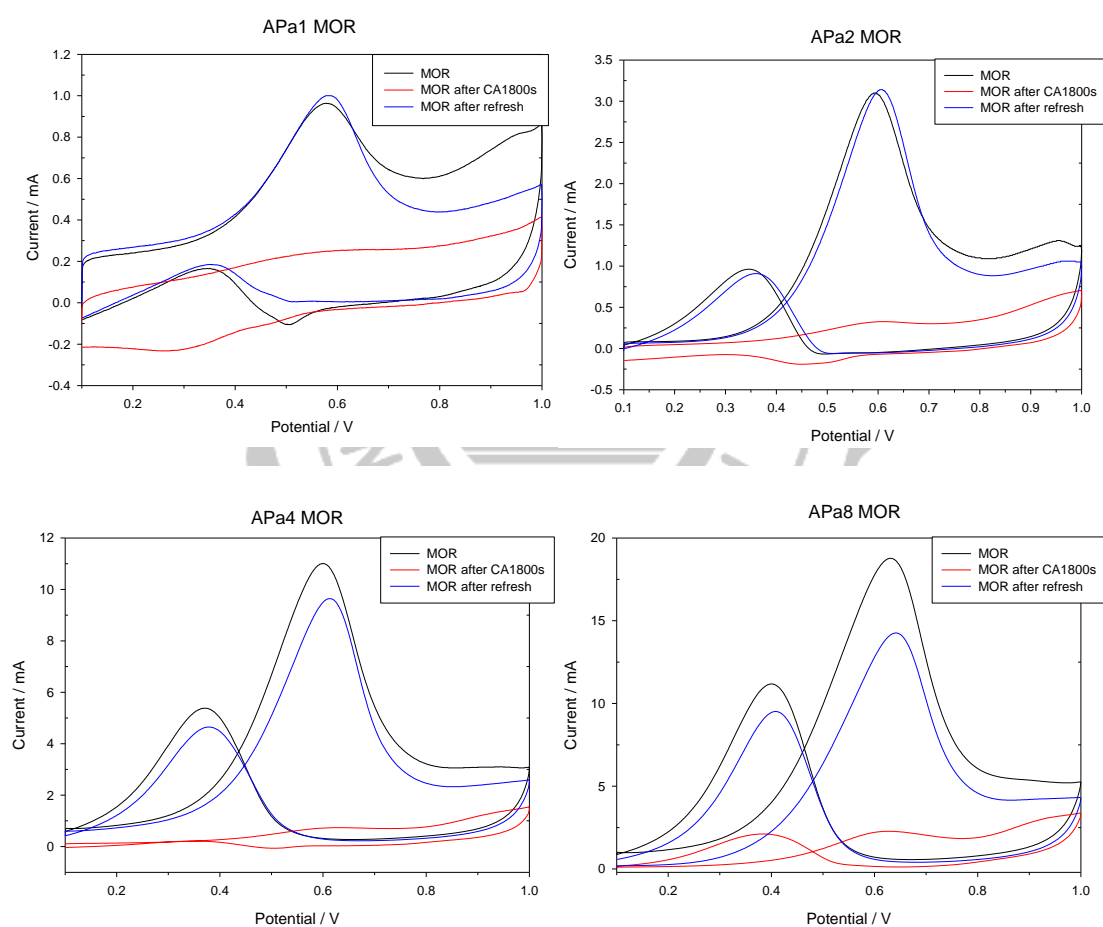 APa1 MOR
1.2
1.0
0.8
0.6
0.4
0.2
0.0
-0.2
-0.4
Current / mA
0.2 0.4 0.6 0.8 1.0
Potential / V
MOR
MOR after CA1800s
MOR after refresh
APa2 MOR
3.5
3.0
2.5
2.0
1.5
1.0
0.5
0.0
-0.5
Current / mA
0.1 0.2 0.3 0.4 0.5 0.6 0.7 0.8 0.9 1.0
Potential / V
MOR
MOR after CA1800s
MOR after refresh
APa4 MOR
12
10
8
6
4
2
0
Current / mA
0.2 0.4 0.6 0.8 1.0
Potential / V
MOR
MOR after CA1800s
MOR after refresh
APa8 MOR
20
15
10
5
0
Current / mA
0.2 0.4 0.6 0.8 1.0
Potential / V
MOR
MOR after CA1800s
MOR after refresh